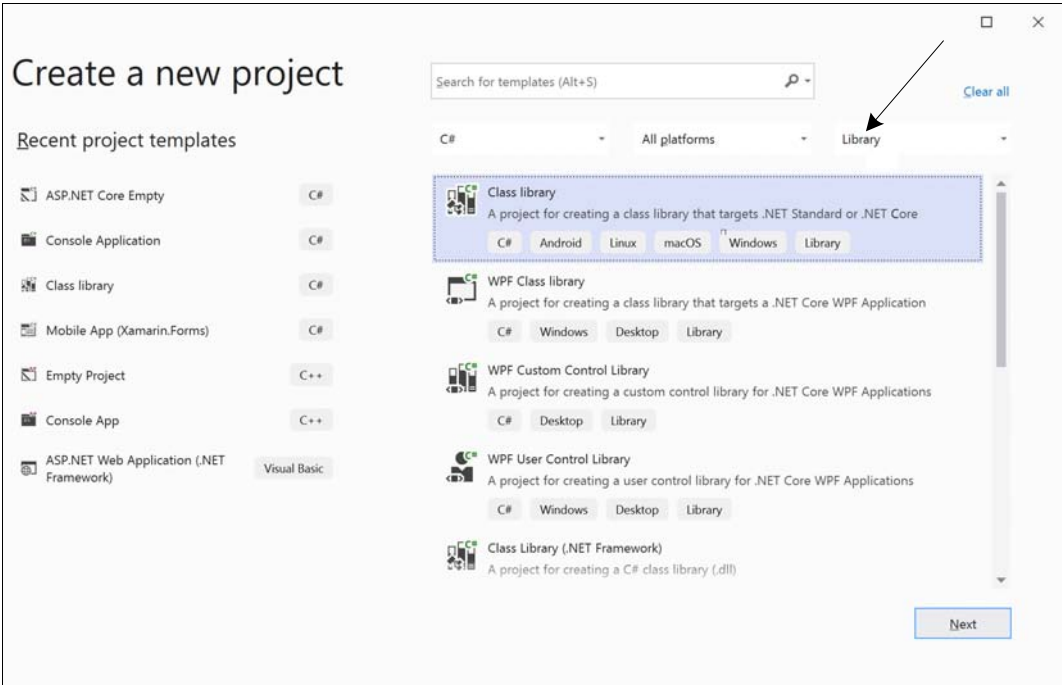 Create a new project
Search for templates (Alt+S)
Clear all
Recent project templates
C#
All platforms
Library
ASP.NET Core Empty
C#
Console Application
C#
Class library
C#
Mobile App (Xamarin.Forms)
C#
Empty Project
C++
Console App
C++
ASP.NET Web Application (.NET
Framework)
Visual Basic
Class library
A project for creating a class library that targets .NET Standard or .NET Core
C# Android Linux macOS Windows Library
WPF Class library
A project for creating a class library that targets a .NET Core WPF Application
C# Windows Desktop Library
WPF Custom Control Library
A project for creating a custom control library for .NET Core WPF Applications
C# Desktop Library
WPF User Control Library
A project for creating a user control library for .NET Core WPF Applications
C# Windows Desktop Library
Class Library (.NET Framework)
A project for creating a C# class library (.dll)
Next